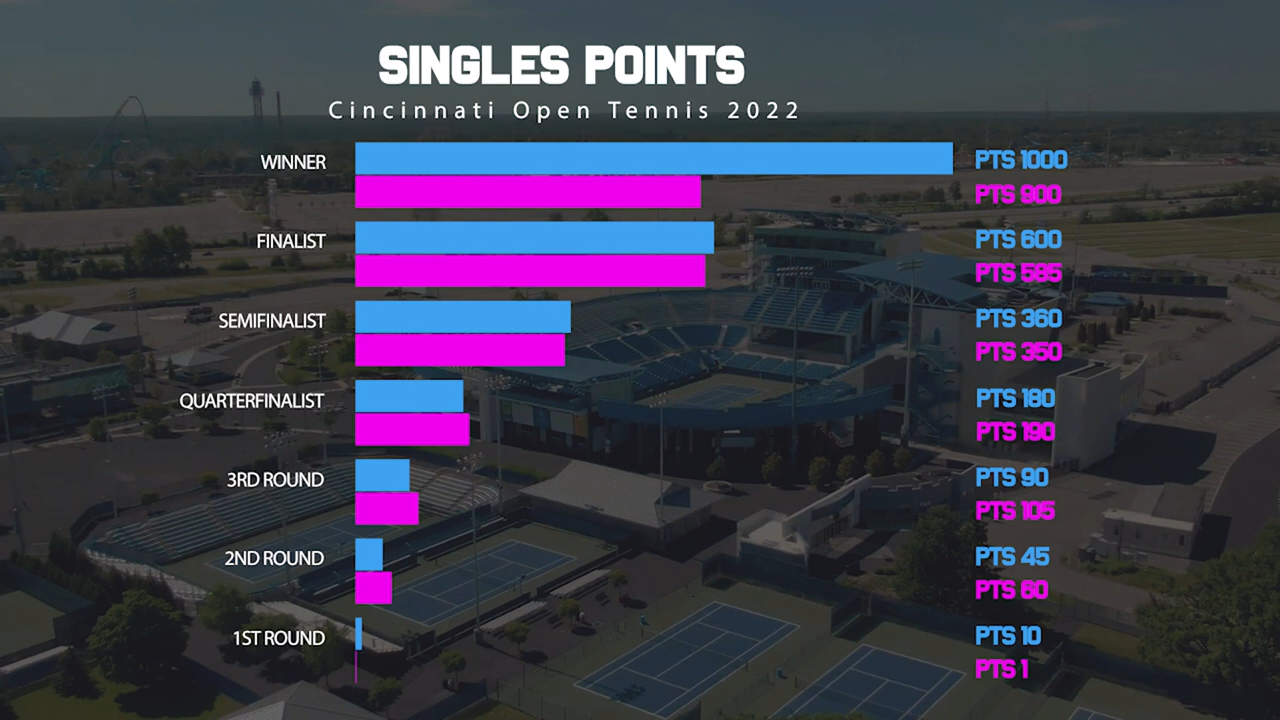 SINGLES POINTS
Cincinnati Open Tennis 2022
WINNER
PTS 1000
PTS 900
FINALIST
PTS 600
PTS 585
SEMIFINALIST
PTS 360
PTS 350
QUARTERFINALIST
PTS 180
PTS 190
3RD ROUND
PTS 90
PTS 105
2ND ROUND
PTS 45
PTS 60
1ST ROUND
PTS 10
PTS 1